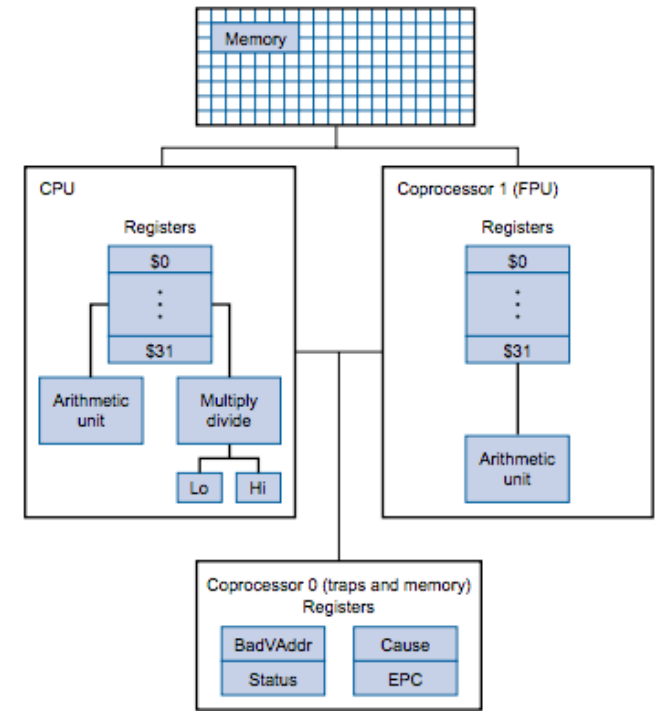 Memory
CPU
Registers
$0
$31
Arithmetic
unit
Multiply
divide
Lo
Hi
Coprocessor 1 (FPU)
Registers
$0
$31
Arithmetic
unit
Coprocessor 0 (traps and memory)
Registers
BadVAddr
Cause
Status
EPC